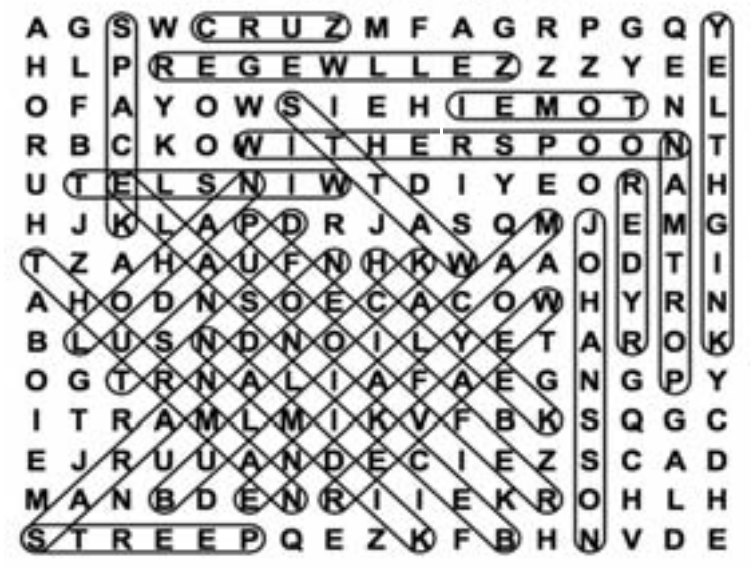 A G S W C R U Z M F A G R P G Q Y
H L P R E G E W L L E Z Z Z Y E E
O F A Y O W S I E H I E M O T N L
R B C K O W I T H E R S P O O N T
U T E L S N I W T D I Y E O R A H
H J K L A P D R J A S Q M J E M G
T Z A H A U F N H K W A A O D T I
A H O D N S O E C A C O W H Y R N
B L U S N D N O I L Y E T A R O K
O G T R N A L I A F A E G N G P Y
I T R A M L M I K V F B K S Q G C
E J R U U A N D E C I E Z S C A D
M A N B D E N R I I E K R O H L H
S T R E E P Q E Z K F B H N V D E